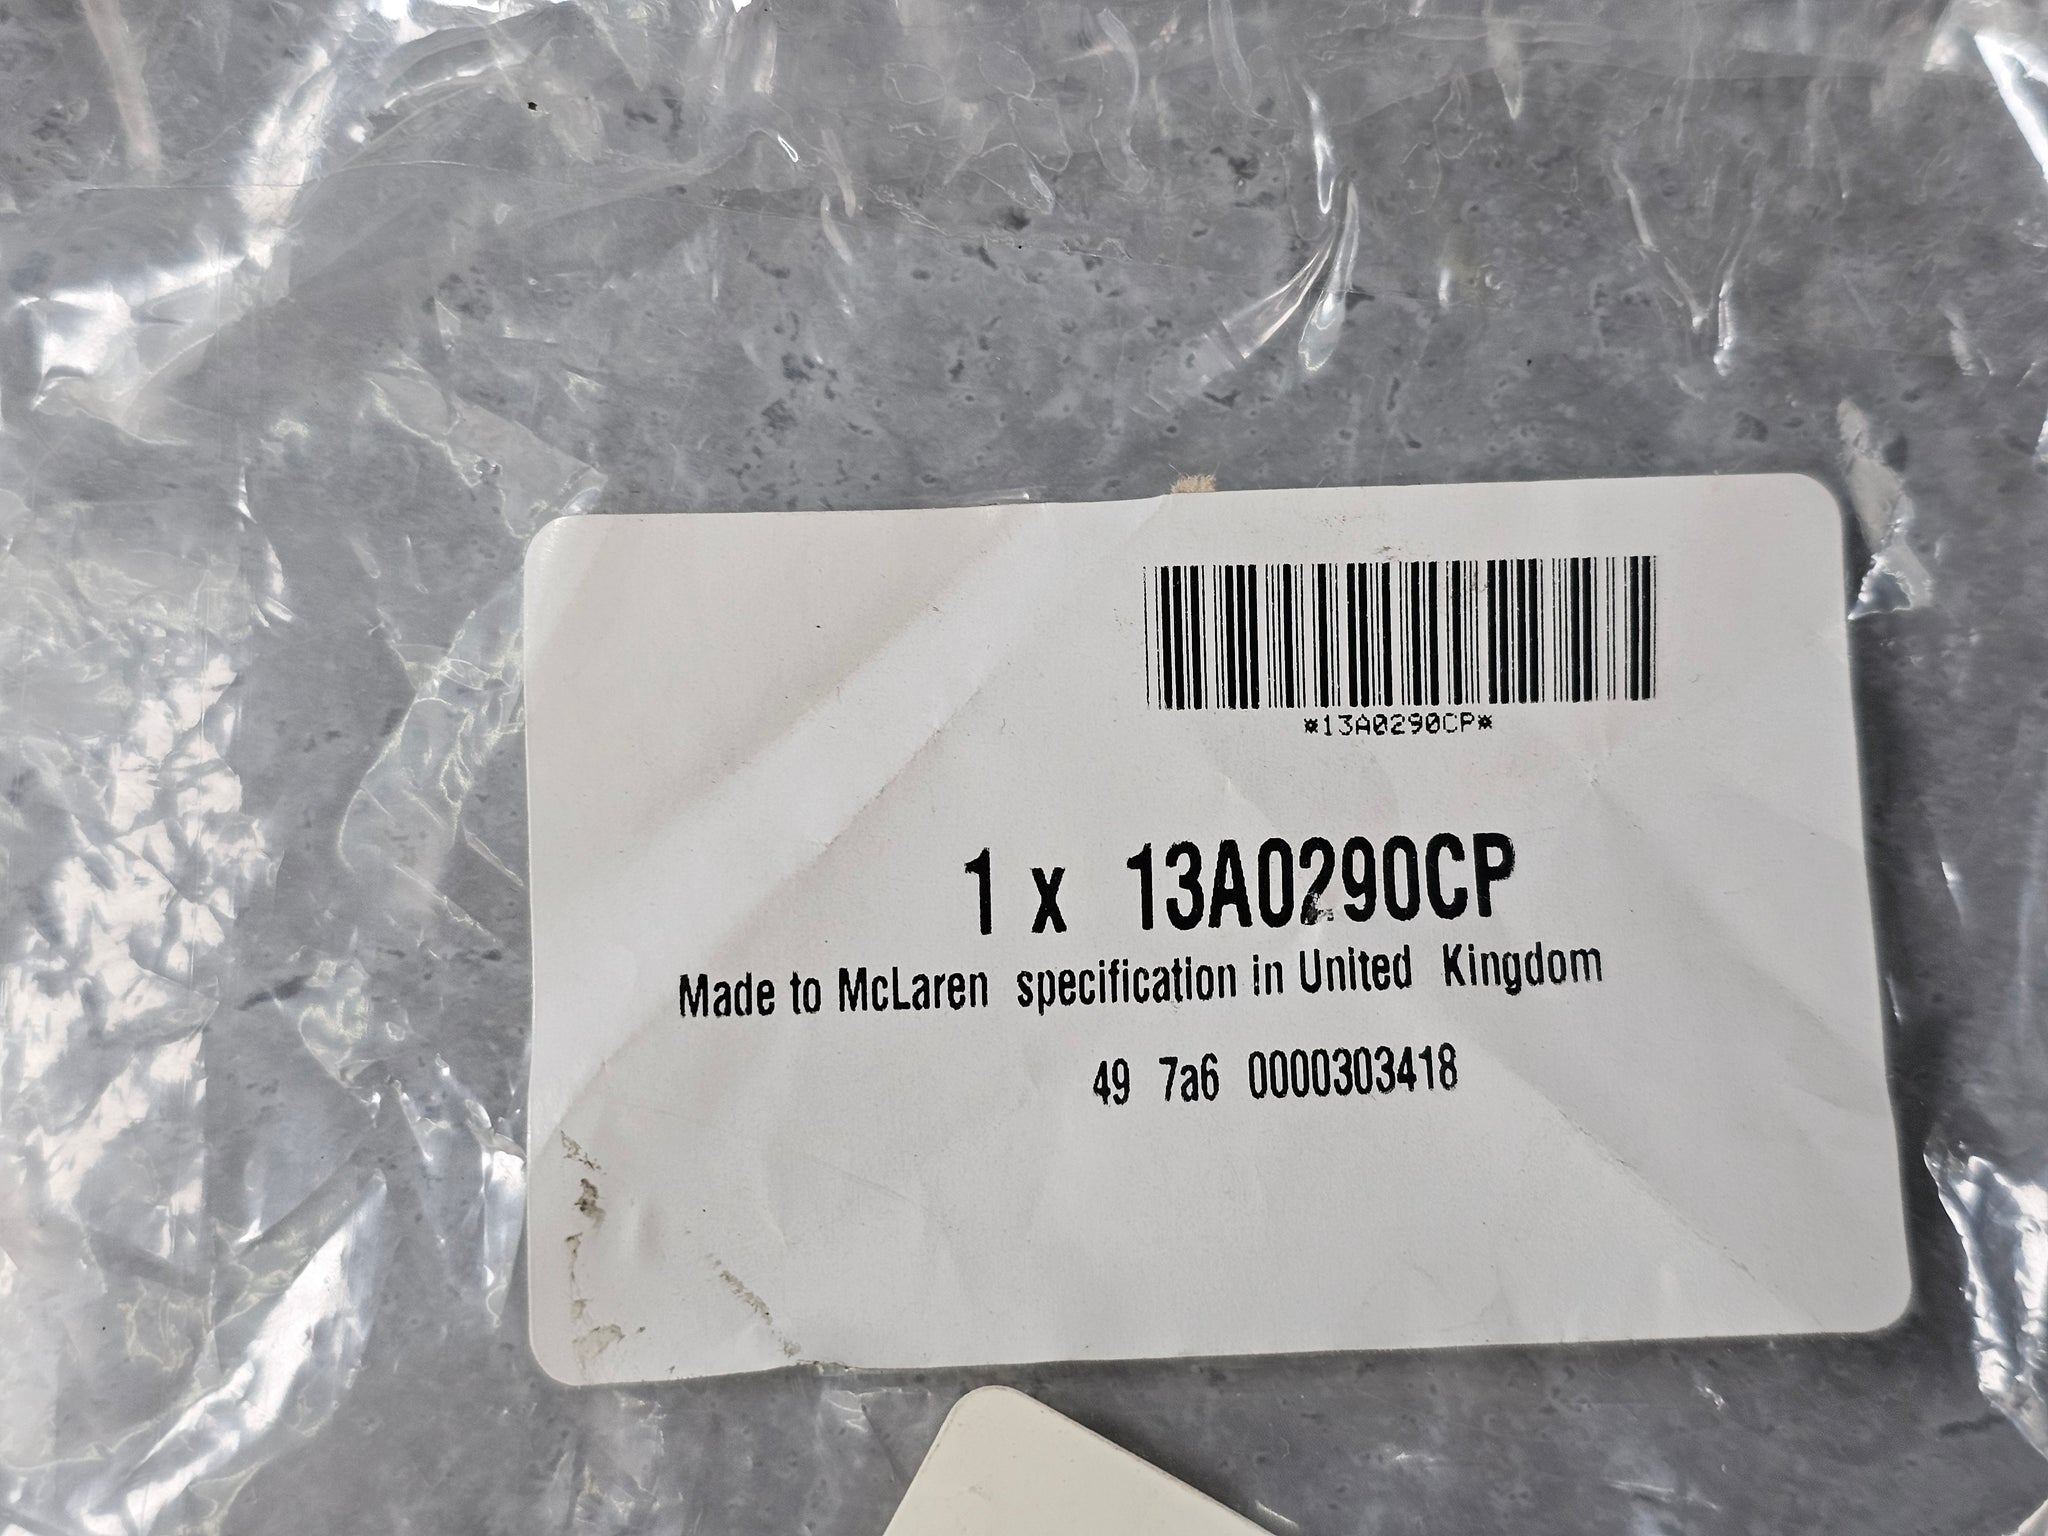 *13A0290CP*
1 x 13A0290CP
Made to McLaren specification in United Kingdom
49 7a6 0000303418